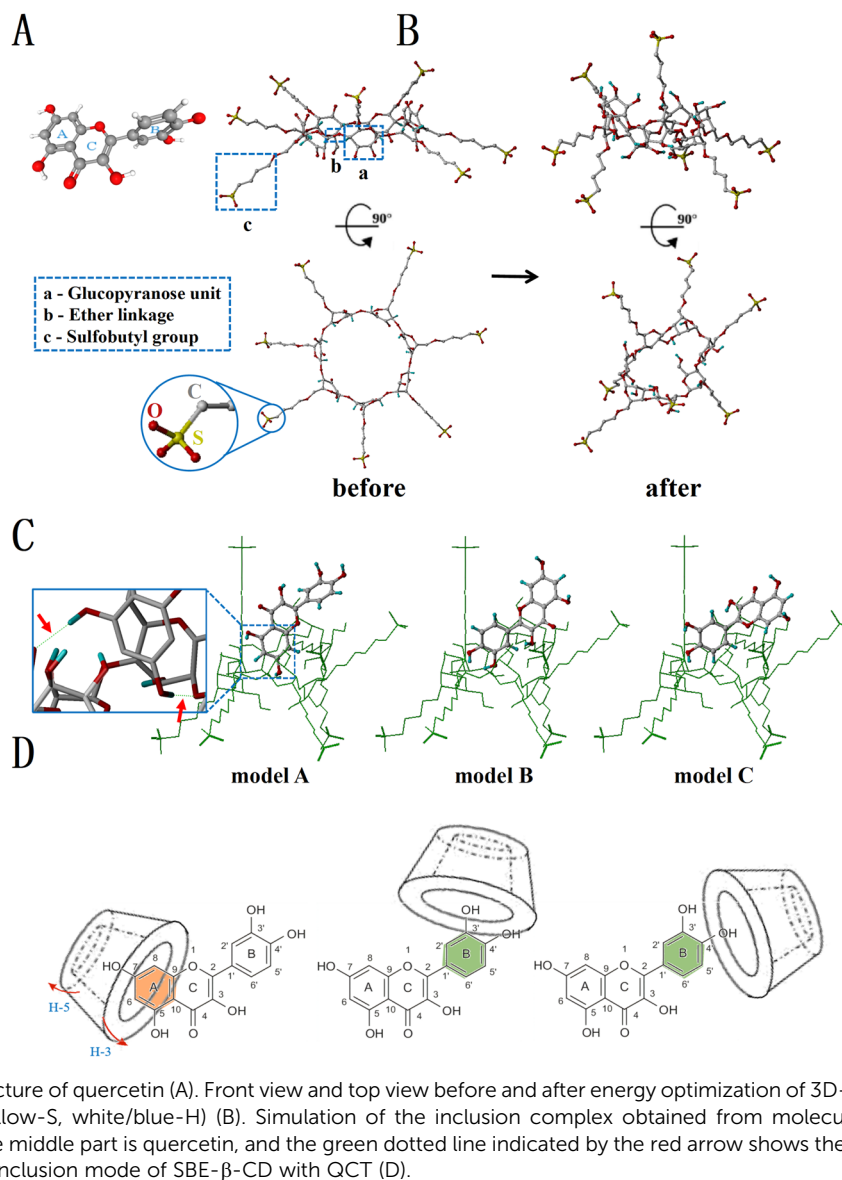 A
B
A
B
C
b
a
c
90°
90°
a - Glucopyranose unit
b - Ether linkage
c - Sulfobutyl group
C
O
S
before
after
C
model A
model B
model C
D
OH
3'
OH
2'
4'
B
8
1
OH
7
9
2
1'
5'
A
C
6'
H-5
6
10
3
5
4
OH
OH
O
O
H-3
OH
3'
OH
2'
4'
B
8
1
OH
7
9
O
2
1'
5'
A
C
6'
6
10
3
5
4
OH
OH
O
OH
3'
OH
2'
4'
B
8
1
OH
7
9
O
2
1'
5'
A
C
6'
6
10
3
5
4
OH
OH
O
cture of quercetin (A). Front view and top view before and after energy optimization of 3D-
llow-S, white/blue-H) (B). Simulation of the inclusion complex obtained from molecu
e middle part is quercetin, and the green dotted line indicated by the red arrow shows the
nclusion mode of SBE-β-CD with QCT (D).